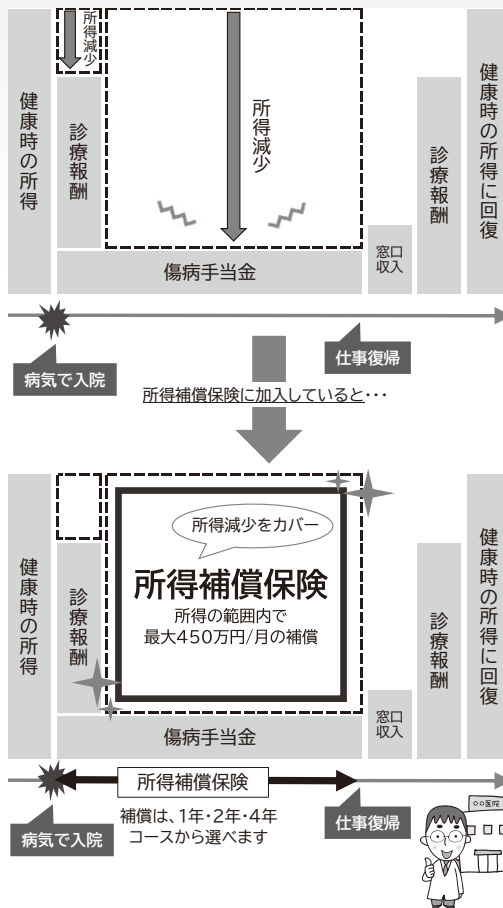 健康時の所得
所得減少
診療報酬
所得減少
傷病手当金
窓口
収入
診療報酬
健康時の所得に回復
病気で入院
仕事復帰
所得補償保険に加入していると・・・
健康時の所得
診療報酬
所得減少をカバー
所得補償保険
所得の範囲内で
最大450万円/月の補償
傷病手当金
窓口
収入
診療報酬
健康時の所得に回復
病気で入院
所得補償保険
補償は、1年・2年・4年
コースから選べます
仕事復帰
○○医院